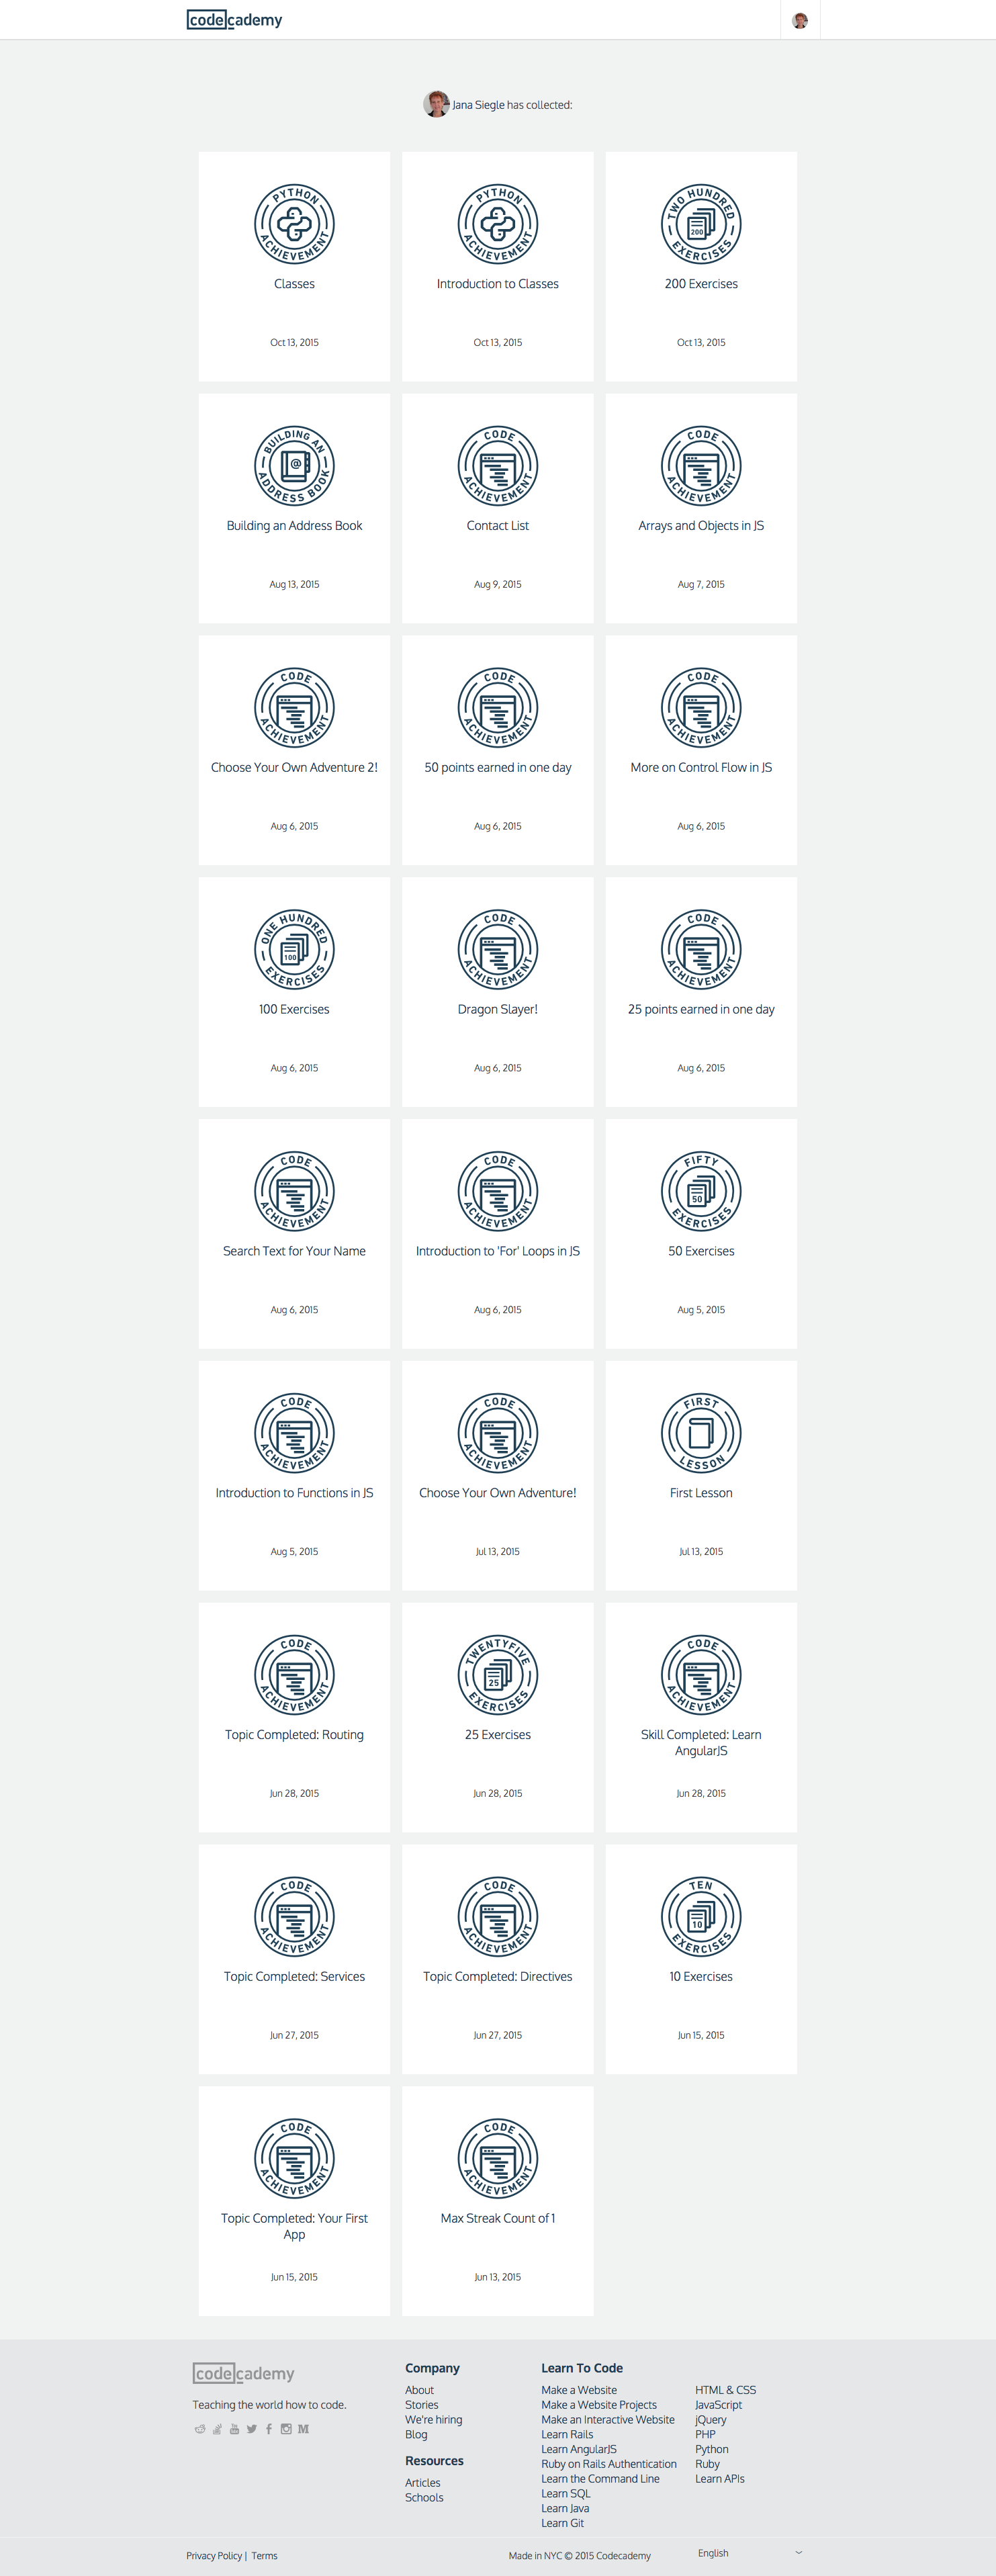 codecademy
Jana Siegle has collected:
PYTHON ACHIEVEMENT
Classes
Oct 13, 2015
PYTHON ACHIEVEMENT
Introduction to Classes
Oct 13, 2015
TWO HUNDRED EXERCISES
200
200 Exercises
Oct 13, 2015
BUILDING AN ADDRESS BOOK
@
Building an Address Book
Aug 13, 2015
CODE ACHIEVEMENT
Contact List
Aug 9, 2015
CODE ACHIEVEMENT
Arrays and Objects in JS
Aug 7, 2015
CODE ACHIEVEMENT
Choose Your Own Adventure 2!
Aug 6, 2015
CODE ACHIEVEMENT
50 points earned in one day
Aug 6, 2015
CODE ACHIEVEMENT
More on Control Flow in JS
Aug 6, 2015
ONE HUNDRED EXERCISES
100
100 Exercises
Aug 6, 2015
CODE ACHIEVEMENT
Dragon Slayer!
Aug 6, 2015
CODE ACHIEVEMENT
25 points earned in one day
Aug 6, 2015
CODE ACHIEVEMENT
Search Text for Your Name
Aug 6, 2015
CODE ACHIEVEMENT
Introduction to 'For' Loops in JS
Aug 6, 2015
FIFTY EXERCISES
50
50 Exercises
Aug 5, 2015
CODE ACHIEVEMENT
Introduction to Functions in JS
Aug 5, 2015
CODE ACHIEVEMENT
Choose Your Own Adventure!
Jul 13, 2015
FIRST LESSON
First Lesson
Jul 13, 2015
CODE ACHIEVEMENT
Topic Completed: Routing
Jun 28, 2015
TWENTYFIVE EXERCISES
25
25 Exercises
Jun 28, 2015
CODE ACHIEVEMENT
Skill Completed: Learn
AngularJS
Jun 28, 2015
CODE ACHIEVEMENT
Topic Completed: Services
Jun 27, 2015
CODE ACHIEVEMENT
Topic Completed: Directives
Jun 27, 2015
TEN EXERCISES
10
10 Exercises
Jun 15, 2015
CODE ACHIEVEMENT
Topic Completed: Your First
App
Jun 15, 2015
CODE ACHIEVEMENT
Max Streak Count of 1
Jun 13, 2015
codecademy
Teaching the world how to code.
Company
About
Stories
We're hiring
Blog
Resources
Articles
Schools
Learn To Code
Make a Website
Make a Website Projects
Make an Interactive Website
Learn Rails
Learn AngularJS
Ruby on Rails Authentication
Learn the Command Line
Learn SQL
Learn Java
Learn Git
HTML & CSS
JavaScript
jQuery
PHP
Python
Ruby
Learn APIs
Privacy Policy | Terms
Made in NYC © 2015 Codecademy
English